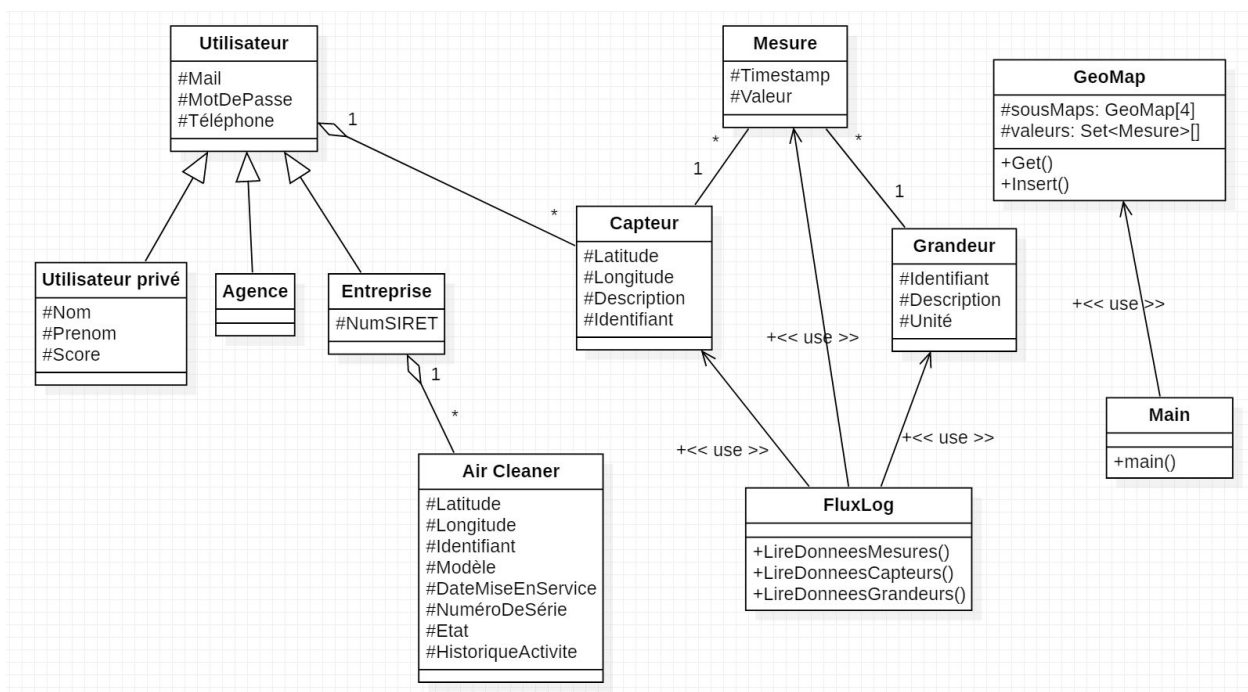 Utilisateur
#Mail
#MotDePasse
#Téléphone
1
*
Mesure
#Timestamp
#Valeur
*
*
1
1
GeoMap
#sousMaps: GeoMap[4]
#valeurs: Set<Mesure>[]
+Get()
+Insert()
Utilisateur privé
#Nom
#Prenom
#Score
Agence
Entreprise
#NumSIRET
1
*
Capteur
#Latitude
#Longitude
#Description
#Identifiant
Grandeur
#Identifiant
#Description
#Unité
+<< use >>
+<< use >>
+<< use >>
+<< use >>
Air Cleaner
#Latitude
#Longitude
#Identifiant
#Modèle
#DateMiseEnService
#NuméroDeSérie
#Etat
#HistoriqueActivite
FluxLog
+LireDonneesMesures()
+LireDonneesCapteurs()
+LireDonneesGrandeurs()
Main
+main()